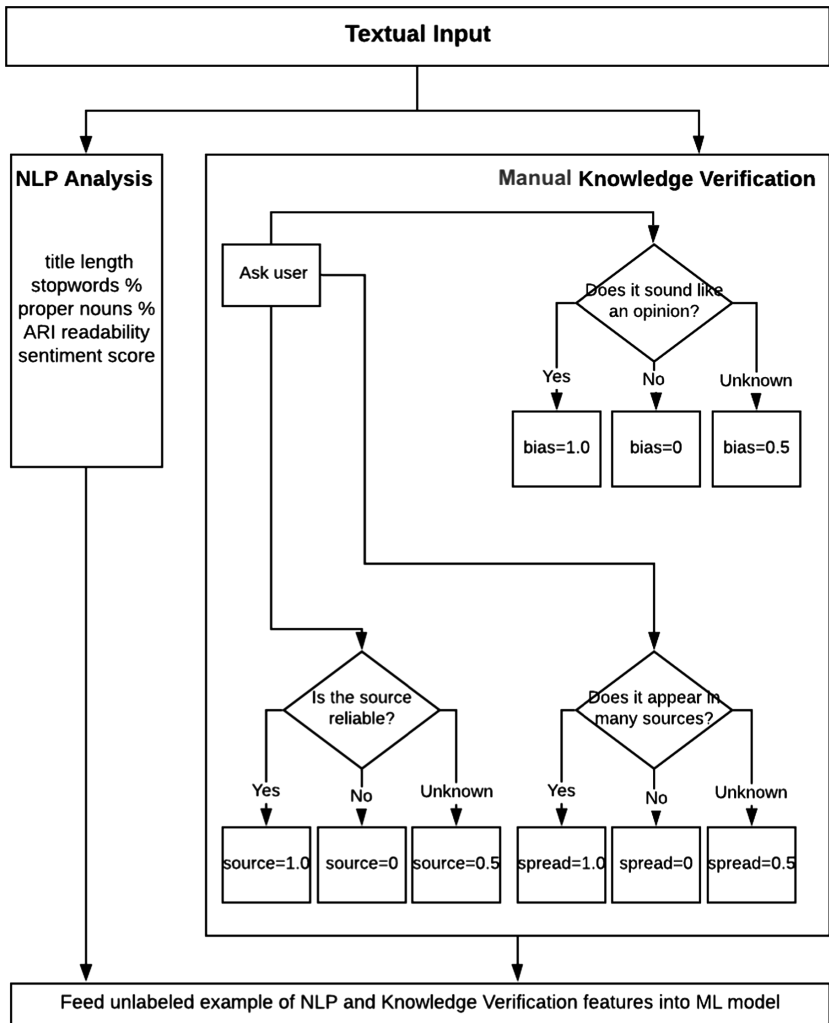 Textual Input
NLP Analysis
title length
stopwords %
proper nouns %
ARI readability
sentiment score
Manual Knowledge Verification
Ask user
Does it sound like
an opinion?
Yes
No
Unknown
bias=1.0
bias=0
bias=0.5
Is the source
reliable?
Yes
No
Unknown
source=1.0
source=0
source=0.5
Does it appear in
many sources?
Yes
No
Unknown
spread=1.0
spread=0
spread=0.5
Feed unlabeled example of NLP and Knowledge Verification features into ML model